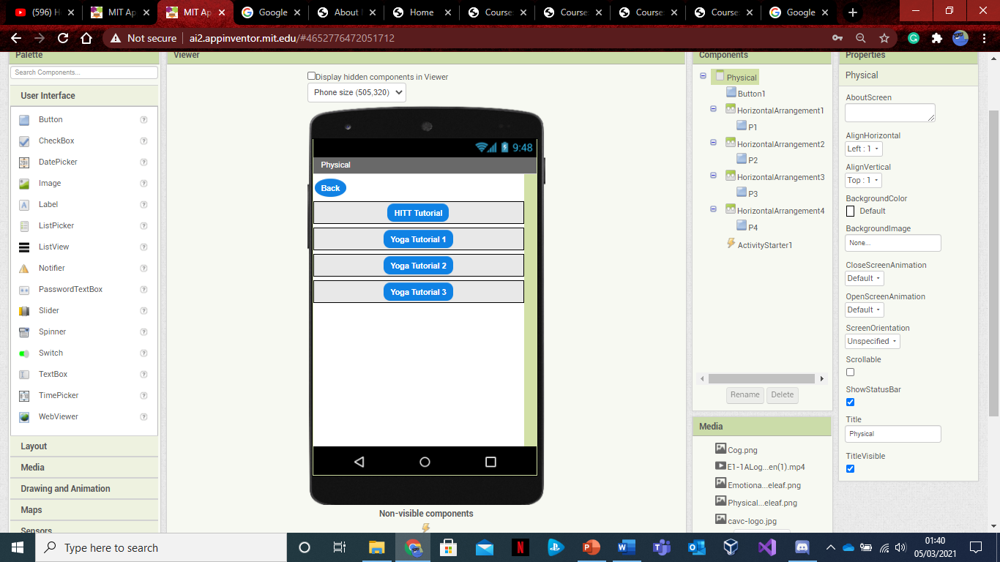 (596) H
MIT Ap
MIT Ap
Google
About
Home
Course
Course
Course
Course
Google
Not secure
ai2.appinventor.mit.edu/#4652776472051712
Palette
Search Components...
User Interface
Button
?
CheckBox
?
DatePicker
?
Image
?
Label
?
ListPicker
?
ListView
?
Notifier
?
PasswordTextBox
?
Slider
?
Spinner
?
Switch
?
TextBox
?
TimePicker
?
WebViewer
?
Layout
Media
Drawing and Animation
Maps
Sensors
Viewer
Display hidden components in Viewer
Phone size (505,320)
9:48
Physical
Back
HITT Tutorial
Yoga Tutorial 1
Yoga Tutorial 2
Yoga Tutorial 3
Non-visible components
Components
Physical
Button1
HorizontalArrangement1
P1
HorizontalArrangement2
P2
HorizontalArrangement3
P3
HorizontalArrangement4
P4
ActivityStarter1
Rename
Delete
Media
Cog.png
E1-1ALog...en(1).mp4
Emotiona...eleaf.png
Physical...eleaf.png
cavc-logo.jpg
Properties
Physical
AboutScreen
AlignHorizontal
Left : 1
AlignVertical
Top : 1
BackgroundColor
Default
BackgroundImage
None...
CloseScreenAnimation
Default
OpenScreenAnimation
Default
ScreenOrientation
Unspecified
Scrollable
ShowStatusBar
Title
Physical
TitleVisible
Type here to search
01:40
05/03/2021